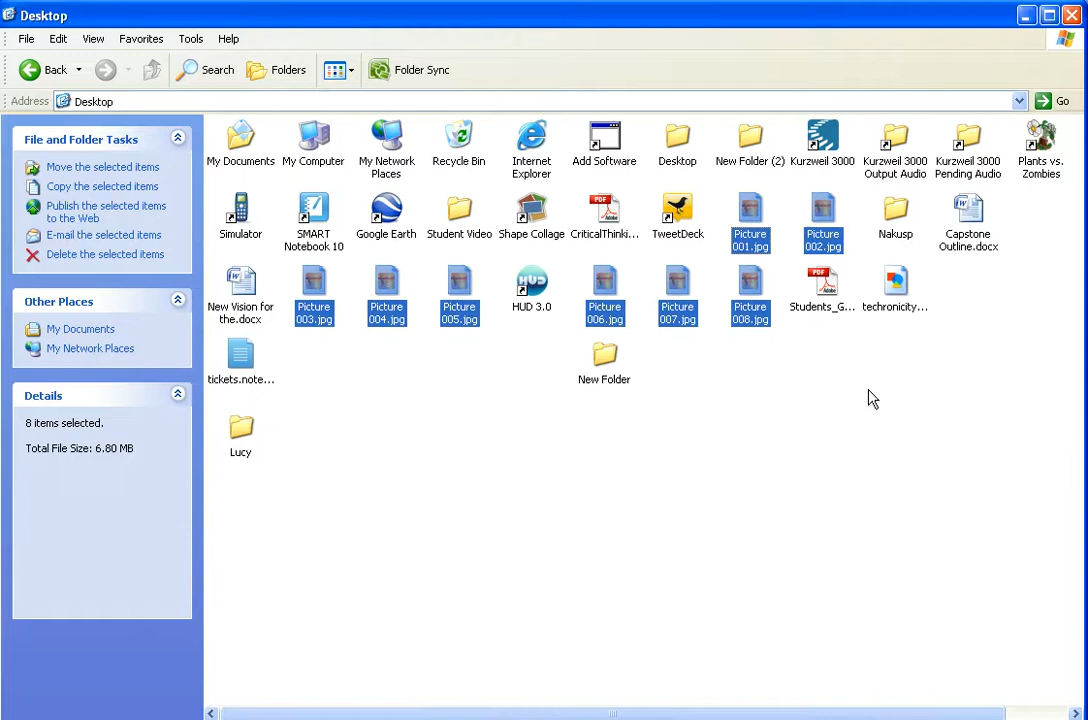 Desktop
File Edit View Favorites Tools Help
Back Search Folders Folder Sync
Address Desktop Go
File and Folder Tasks
Move the selected items
Copy the selected items
Publish the selected items
to the Web
E-mail the selected items
Delete the selected items
Other Places
My Documents
My Network Places
Details
8 items selected.
Total File Size: 6.80 MB
My Documents My Computer My Network Recycle Bin Internet Add Software Desktop New Folder (2) Kurzweil 3000 Kurzweil 3000 Kurzweil 3000 Plants vs.
Places Explorer Output Audio Pending Audio Zombies
Simulator SMART Google Earth Student Video Shape Collage CriticalThinki... TweetDeck Picture Picture Nakusp Capstone
Notebook 10 001.jpg 002.jpg Outline.docx
New Vision for Picture Picture Picture HUD 3.0 Picture Picture Picture Students_G... techronicity...
the.docx 003.jpg 004.jpg 005.jpg 006.jpg 007.jpg 008.jpg
tickets.note... New Folder
Lucy